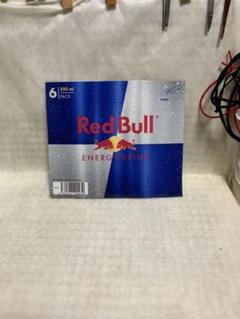 6 250 ml
PACK
Red Bull®
ENERGY DRINK